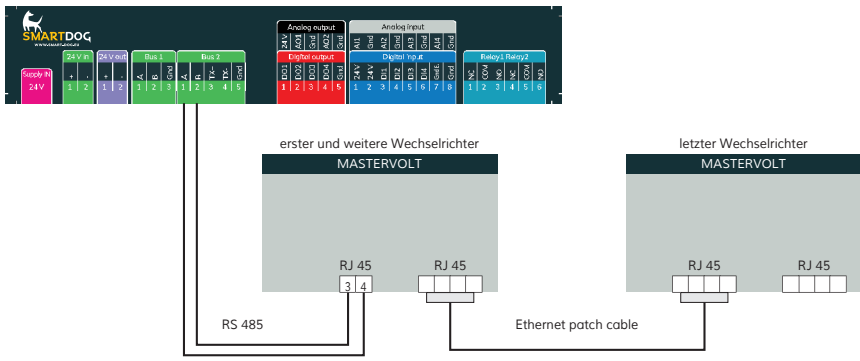 SMARTDOG
WWW.SMART-DOG.EU
Supply IN
24V
24 V in
+ -
1 2
24 V out
+ -
1 2
Bus 1
A B Gnd
1 2 3
Bus 2
A B TX+ TX- Gnd
1 2 3 4 5
Analog output
24 V AO1 Gnd AO2 Gnd
Digital output
DO1 DO2 DO3 DO4 Gnd
1 2 3 4 5
Analog input
AI1 Gnd AI2 Gnd AI3 Gnd AI4 Gnd
Digital Input
24 V 24 V DI1 DI2 DI3 DI4 Gnd
1 2 3 4 5 6 7 8
Relay1 Relay2
NC COM NO NC COM NO
1 2 3 4 5 6
erster und weitere Wechselrichter
MASTERVOLT
RJ 45
3 4
RJ 45
letzter Wechselrichter
MASTERVOLT
RJ 45
RJ 45
RS 485
Ethernet patch cable